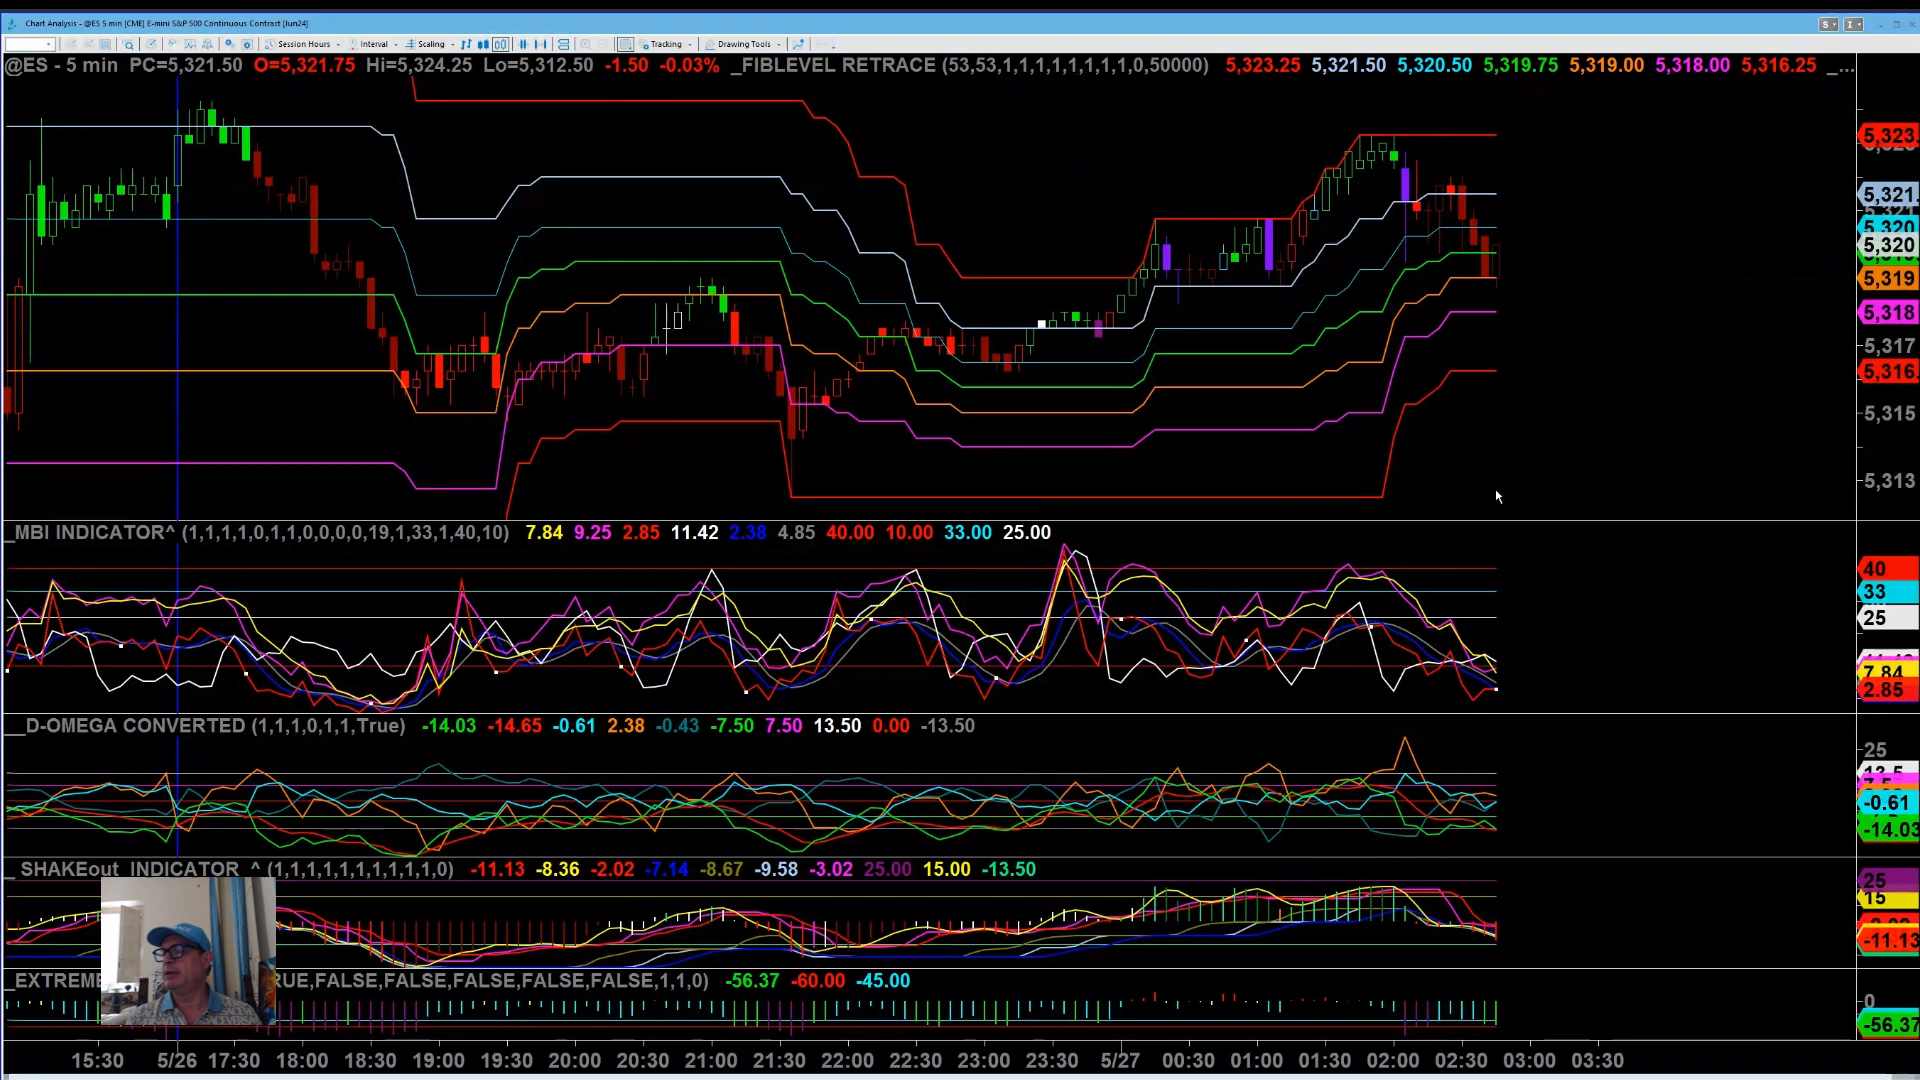 Chart Analysis - @ES 5 min [CME] E-mini S&P 500 Continuous Contract [Jun24]
S I
Session Hours Interval Scaling Tracking Drawing Tools
@ES - 5 min PC=5,321.50 O=5,321.75 Hi=5,324.25 Lo=5,312.50 -1.50 -0.03% _FIBLEVEL RETRACE (53,53,1,1,1,1,1,1,1,1,0,50000) 5,323.25 5,321.50 5,320.50 5,319.75 5,319.00 5,318.00 5,316.25 _...
5,323.
5,321.
5,320
5,320
5,319
5,318
5,317
5,316.
5,315
5,313
_MBI INDICATOR^ (1,1,1,1,0,1,1,0,0,0,0,19,1,33,1,40,10) 7.84 9.25 2.85 11.42 2.38 4.85 40.00 10.00 33.00 25.00
40
33
25
7.84
2.85
__D-OMEGA CONVERTED (1,1,1,0,1,1,True) -14.03 -14.65 -0.61 2.38 -0.43 -7.50 7.50 13.50 0.00 -13.50
25
13.5
-0.61
-14.03
_ SHAKEout_INDICATOR_^ (1,1,1,1,1,1,1,1,1,1,0) -11.13 -8.36 -2.02 -7.14 -8.67 -9.58 -3.02 25.00 15.00 -13.50
25
15
-11.13
_EXTREME RUE,FALSE,FALSE,FALSE,FALSE,FALSE,1,1,0) -56.37 -60.00 -45.00
0
-56.37
15:30 5/26 17:30 18:00 18:30 19:00 19:30 20:00 20:30 21:00 21:30 22:00 22:30 23:00 23:30 5/27 00:30 01:00 01:30 02:00 02:30 03:00 03:30